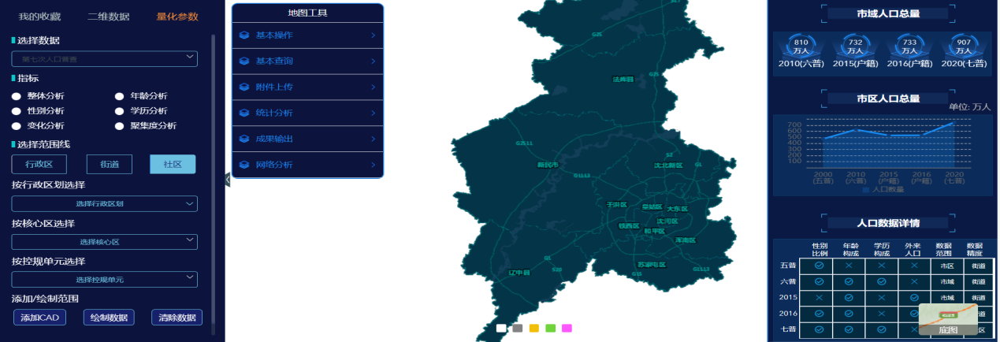 我的收藏 二维数据 量化参数
选择数据
第七次人口普查
指标
整体分析 年龄分析
性别分析 学历分析
变化分析 聚集度分析
选择范围线
行政区 街道 社区
按行政区划选择
选择行政区划
按核心区选择
选择核心区
按控规单元选择
选择控规单元
添加/绘制范围
添加CAD 绘制数据 清除数据
地图工具
基本操作
基本查询
附件上传
统计分析
成果输出
网络分析
G25
G25
法库县
G2511
新民市
G1113
S2
沈北新区
G1
于洪区
皇姑区
大东区
沈河区
铁西区
和平区
浑南区
G1
S20
辽中县
苏家屯区
G15
G1113
市域人口总量
810 732 733 907
万人 万人 万人 万人
2010(六普) 2015(户籍) 2016(户籍) 2020(七普)
市区人口总量
单位: 万人
700
600
500
400
300
200
100
2000 2010 2015 2016 2020
(五普) (六普) (户籍) (户籍) (七普)
人口数量
人口数据详情
性别 年龄 学历 外来 数据 数据
比例 构成 构成 人口 范围 精度
五普 市区 街道
六普 市域 街道
2015 市域 街道
2016 道
七普 区
底图